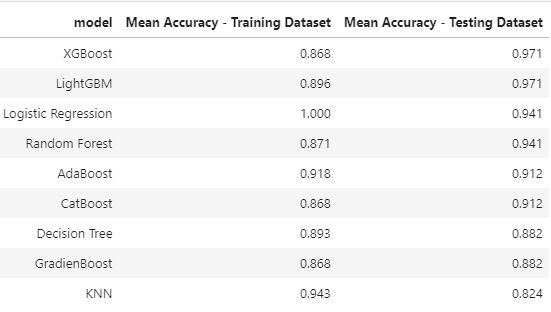 model Mean Accuracy - Training Dataset Mean Accuracy - Testing Dataset
XGBoost 0.868 0.971
LightGBM 0.896 0.971
Logistic Regression 1.000 0.941
Random Forest 0.871 0.941
AdaBoost 0.918 0.912
CatBoost 0.868 0.912
Decision Tree 0.893 0.882
GradienBoost 0.868 0.882
KNN 0.943 0.824